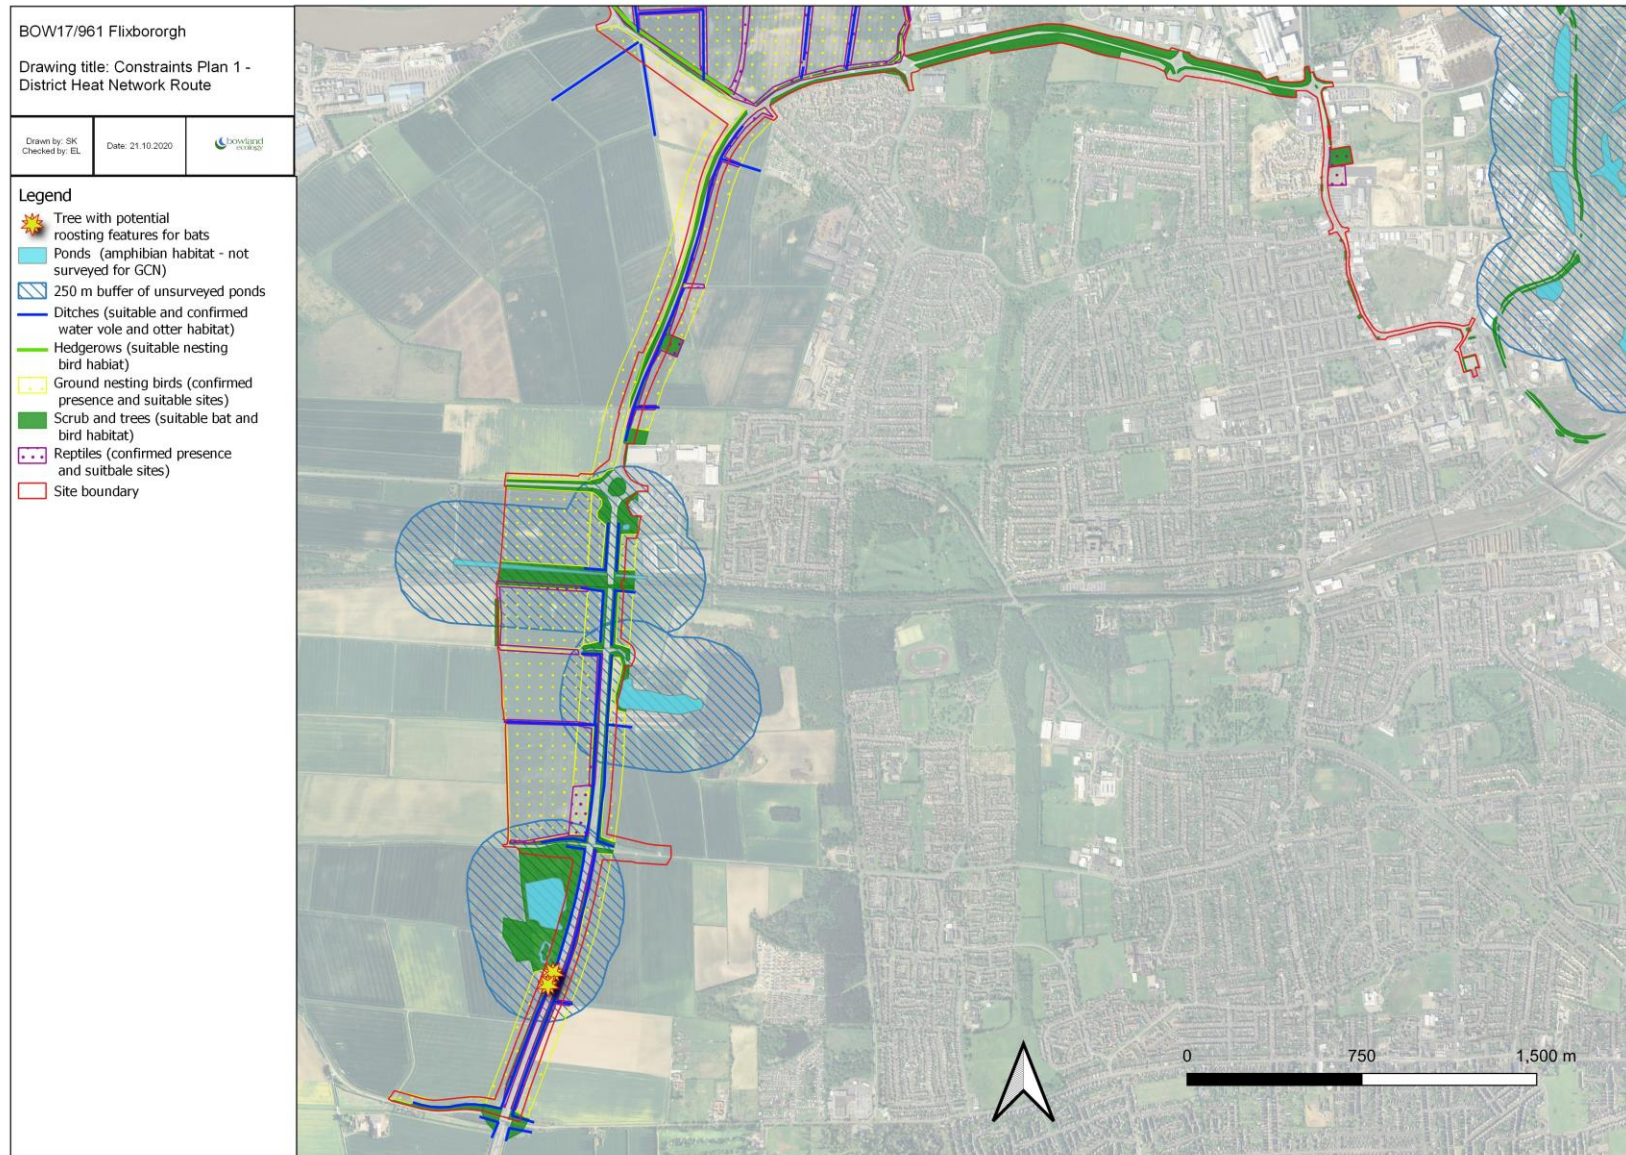 BOW17/961 Flixbororgh
Drawing title: Constraints Plan 1 -
District Heat Network Route
Drawn by: SK
Checked by: EL
Date: 21.10.2020
bowland
ecology
Legend
Tree with potential
roosting features for bats
Ponds (amphibian habitat - not
surveyed for GCN)
250 m buffer of unsurveyed ponds
Ditches (suitable and confirmed
water vole and otter habitat)
Hedgerows (suitable nesting
bird habiat)
Ground nesting birds (confirmed
presence and suitable sites)
Scrub and trees (suitable bat and
bird habitat)
Reptiles (confirmed presence
and suitbale sites)
Site boundary
0 750 1,500 m